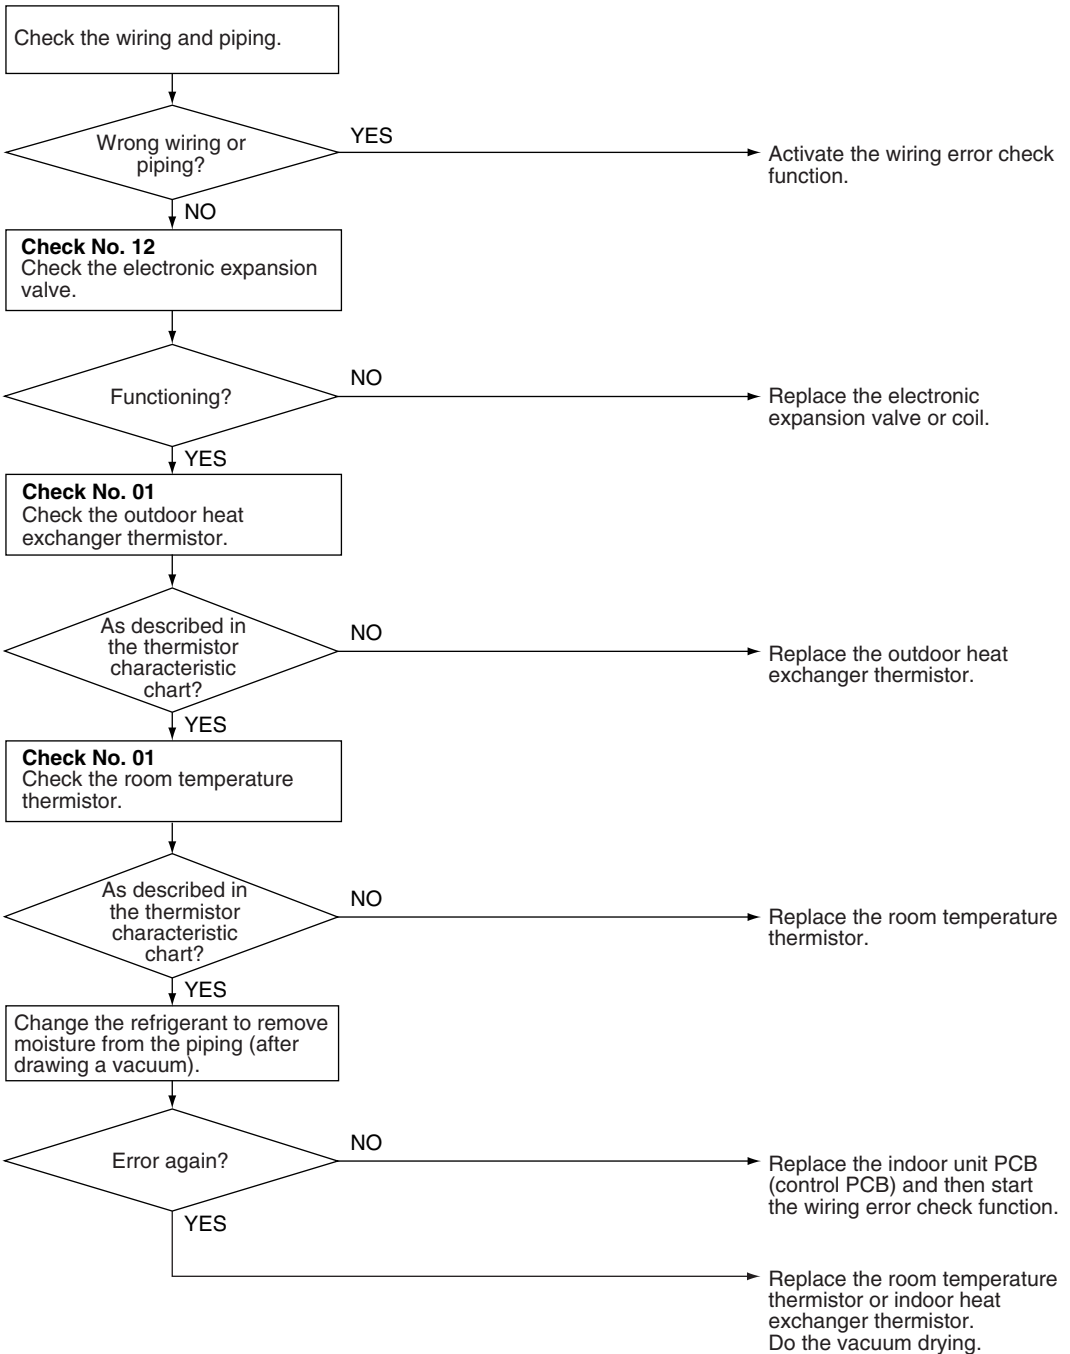 Check the wiring and piping.
Wrong wiring or
piping?
YES
Activate the wiring error check
function.
NO
Check No. 12
Check the electronic expansion
valve.
Functioning?
NO
Replace the electronic
expansion valve or coil.
YES
Check No. 01
Check the outdoor heat
exchanger thermistor.
As described in
the thermistor
characteristic
chart?
NO
Replace the outdoor heat
exchanger thermistor.
YES
Check No. 01
Check the room temperature
thermistor.
As described in
the thermistor
characteristic
chart?
NO
Replace the room temperature
thermistor.
YES
Change the refrigerant to remove
moisture from the piping (after
drawing a vacuum).
Error again?
NO
Replace the indoor unit PCB
(control PCB) and then start
the wiring error check function.
YES
Replace the room temperature
thermistor or indoor heat
exchanger thermistor.
Do the vacuum drying.